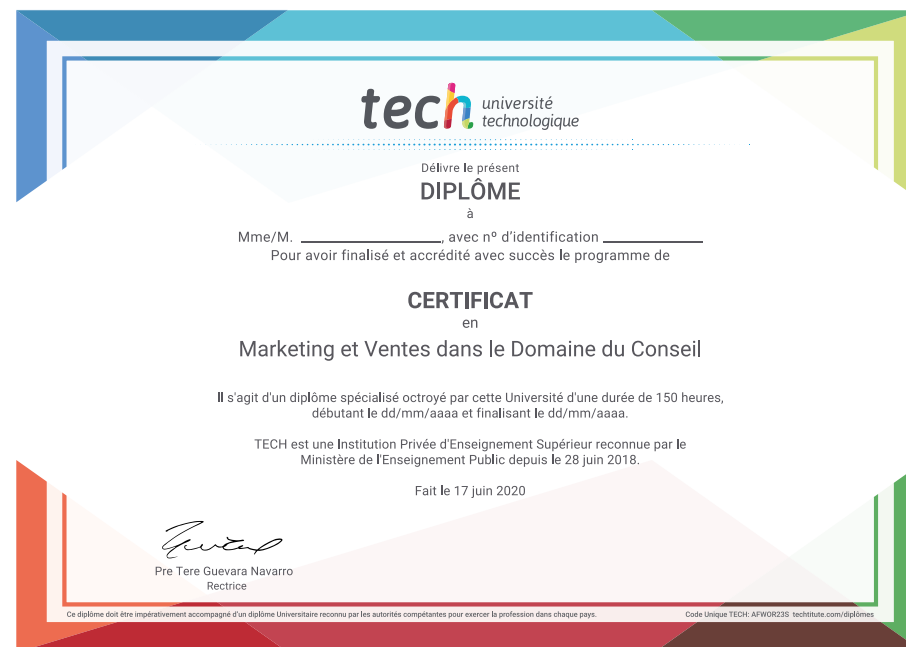 tech université
technologique
Délivre le présent
DIPLÔME
à
Mme/M. ____________________, avec nº d'identification ______________
Pour avoir finalisé et accrédité avec succès le programme de
CERTIFICAT
en
Marketing et Ventes dans le Domaine du Conseil
Il s'agit d'un diplôme spécialisé octroyé par cette Université d'une durée de 150 heures,
débutant le dd/mm/aaaa et finalisant le dd/mm/aaaa.
TECH est une Institution Privée d'Enseignement Supérieur reconnue par le
Ministère de l'Enseignement Public depuis le 28 juin 2018.
Fait le 17 juin 2020
Pre Tere Guevara Navarro
Rectrice
Ce diplôme doit être impérativement accompagné d'un diplôme Universitaire reconnu par les autorités compétentes pour exercer la profession dans chaque pays.
Code Unique TECH: AFWOR23S techtitute.com/diplômes